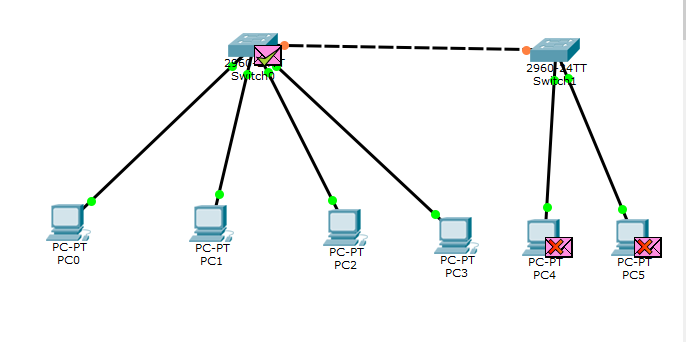 Switch0
2960-24TT
Switch1
PC-PT
PC0
PC-PT
PC1
PC-PT
PC2
PC-PT
PC3
PC-PT
PC4
PC-PT
PC5